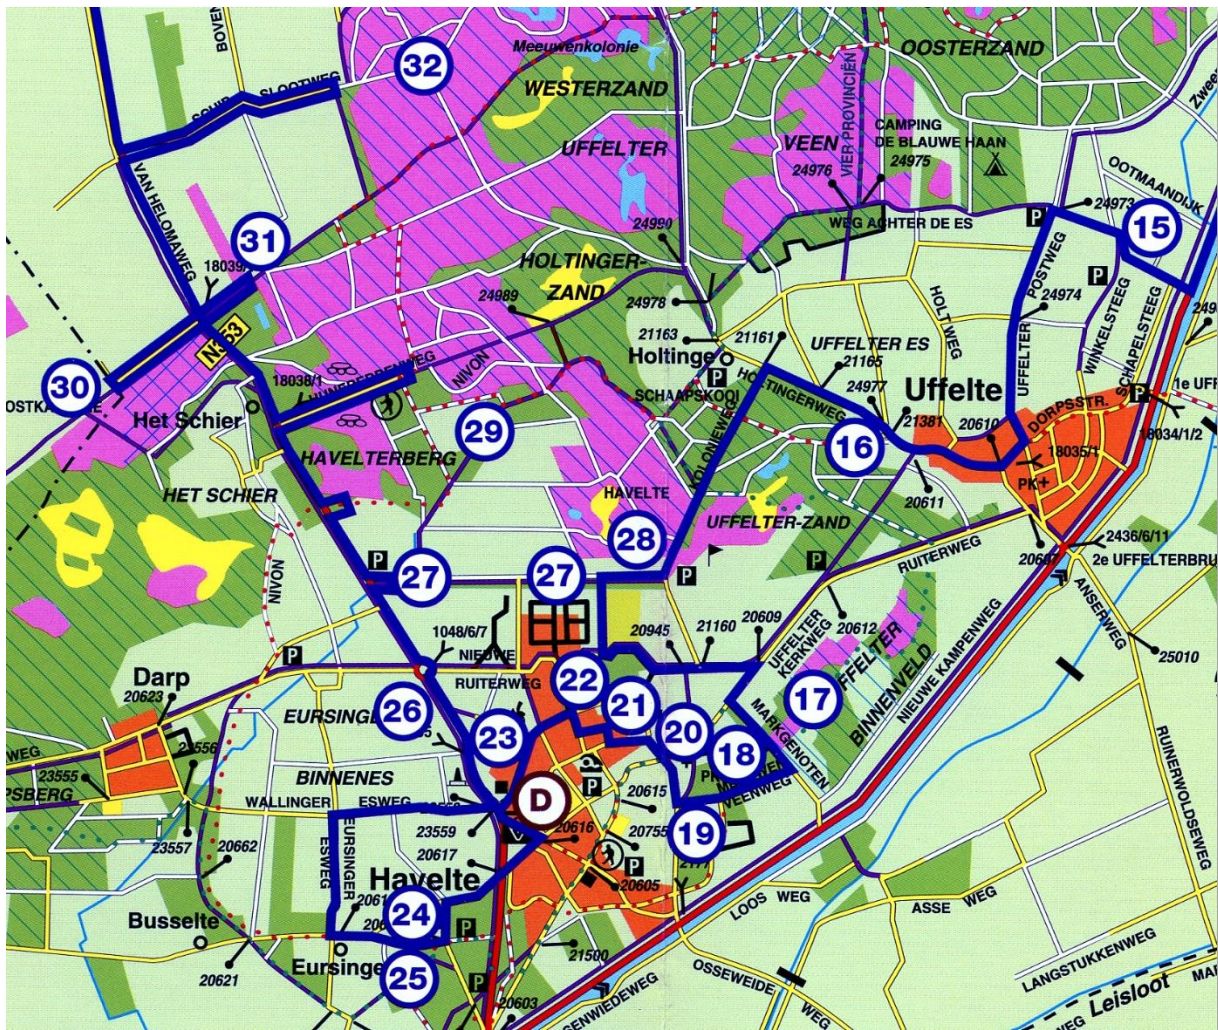 BOVEN
32
Meeuwenkolonie
WESTERZAND
OOSTERZAND
SLOOTWEG
UFFELTER
VEEN
VIER-PROVINCIËN
CAMPING
DE BLAUWE HAAN
24976
24975
OOTMAANDIJK
VAN HELOMAWEG
31
18039/
24990
WEG ACHTER DE ES
P
24973
15
HOLTINGER-
ZAND
24989
24978
POSTWEG
P
24974
WINKELSTEEG
SCHAPELSTEEG
N353
21163
21161
UFFELTER ES
HOLTWEG
30
18038/1
NIVON
Holtinge
P
HOLTINGERWEG
21165
24977
Uffelte
UFFELTER
Het Schier
SCHAAPSKOOI
KOLONIEWEG
21381
20610
DORPSSTR.
P
18034/1/2
29
16
18035/1
HAVELTERBERG
PK+
HET SCHIER
HAVELTE
UFFELTER-ZAND
20611
28
2436/6/11
RUITERWEG
P
27
27
P
P
NIVON
20945
21160
20609
UFFELTER
KERKWEG
20612
ANSERWEG
1048/6/7
NIEUWE
RUITERWEG
P
Darp
20623
22
21
17
BINNENVELD
NIEUWE KAMPENWEG
25010
26
23
20
18
MARKGENOTEN
BINNENES
23556
23555
WALLINGER
ESWEG
D
P
20615
VEENWEG
RUINERWOLDSEWEG
23557
20662
EURSINGER
ESWEG
23559
20616
20755
19
20617
Havelte
P
20605
LOOS WEG
ASSE WEG
24
P
Busselte
Eursinge
20621
25
21500
LANGSTUKKENWEG
OSSEWEIDE
WEG
P
20603
Leisloot